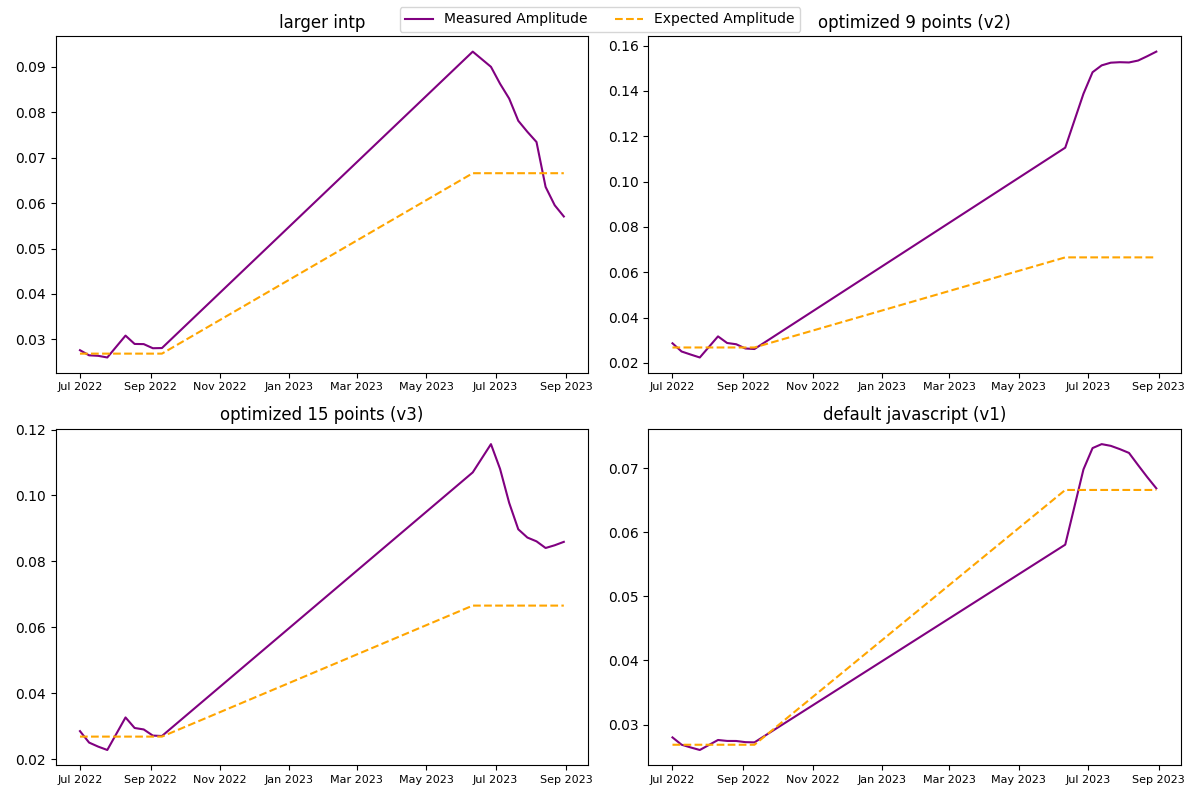 Measured Amplitude Expected Amplitude
larger intp
0.09
0.08
0.07
0.06
0.05
0.04
0.03
Jul 2022 Sep 2022 Nov 2022 Jan 2023 Mar 2023 May 2023 Jul 2023 Sep 2023
optimized 9 points (v2)
0.16
0.14
0.12
0.10
0.08
0.06
0.04
0.02
Jul 2022 Sep 2022 Nov 2022 Jan 2023 Mar 2023 May 2023 Jul 2023 Sep 2023
optimized 15 points (v3)
0.12
0.10
0.08
0.06
0.04
0.02
Jul 2022 Sep 2022 Nov 2022 Jan 2023 Mar 2023 May 2023 Jul 2023 Sep 2023
default javascript (v1)
0.07
0.06
0.05
0.04
0.03
Jul 2022 Sep 2022 Nov 2022 Jan 2023 Mar 2023 May 2023 Jul 2023 Sep 2023